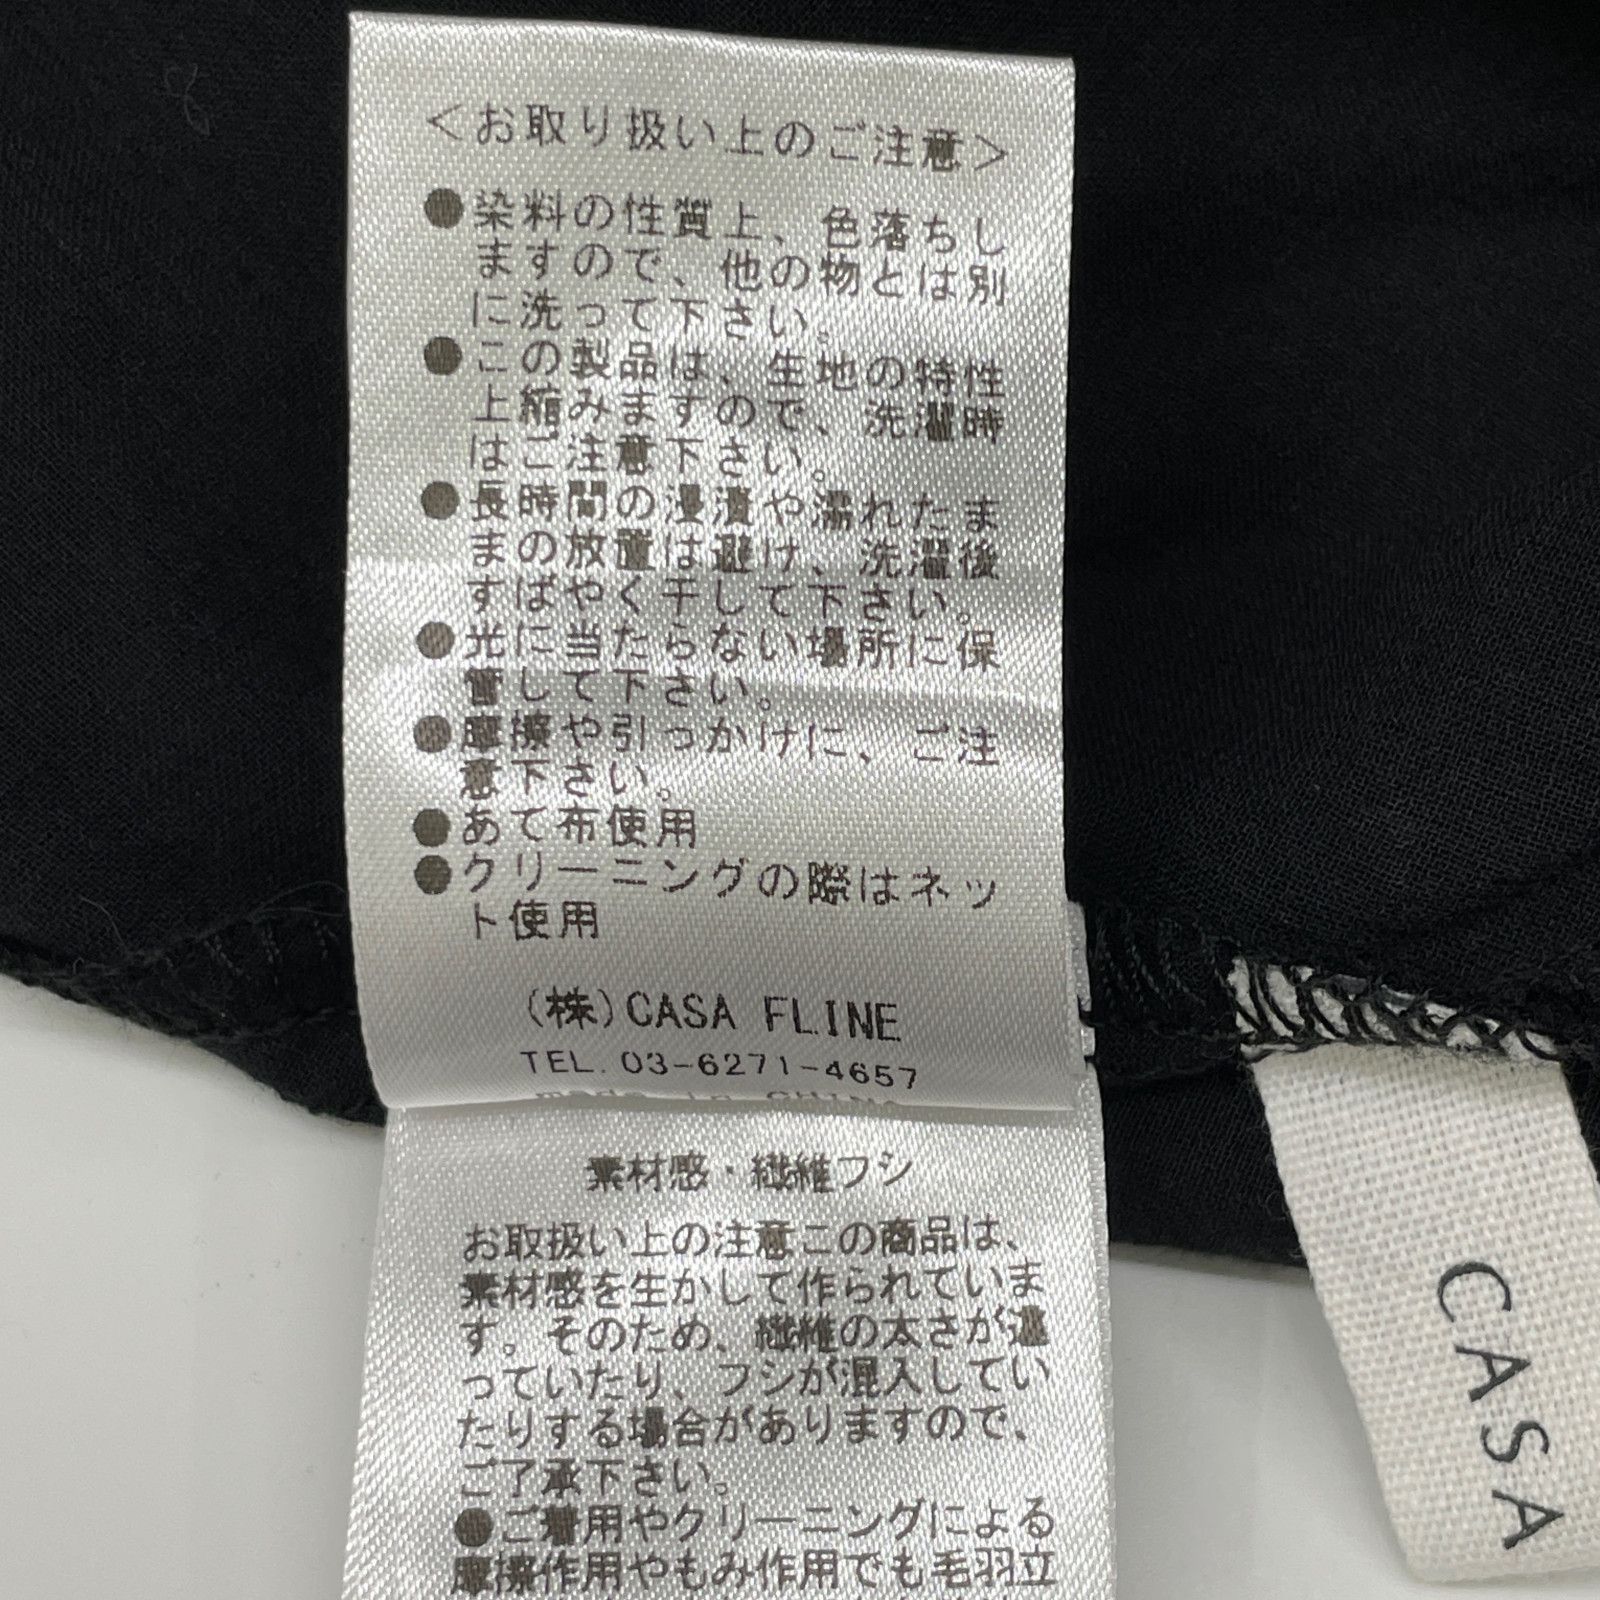 ＜お取り扱い上のご注意＞
●染料の性質上、色落ちし
ますので、他の物とは別
に洗って下さい。
●この製品は、生地の特性
上縮みますので、洗濯時
はご注意下さい。
●長時間の浸漬や濡れたま
まの放置は避け、洗濯後
すばやく干して下さい。
●光に当たらない場所に保
管して下さい。
●摩擦や引っかけに、ご注
意下さい。
●あて布使用
●クリーニングの際はネッ
ト使用
(株)CASA FLINE
TEL. 03-6271-4657
made in CHINA
素材感・繊維フシ
お取扱い上の注意この商品は、
素材感を生かして作られていま
す。そのため、繊維の太さが違
っていたり、フシが混入してい
たりする場合がありますので、
ご了承下さい。
●ご着用やクリーニングによる
摩擦作用やもみ作用でも毛羽立
CASA